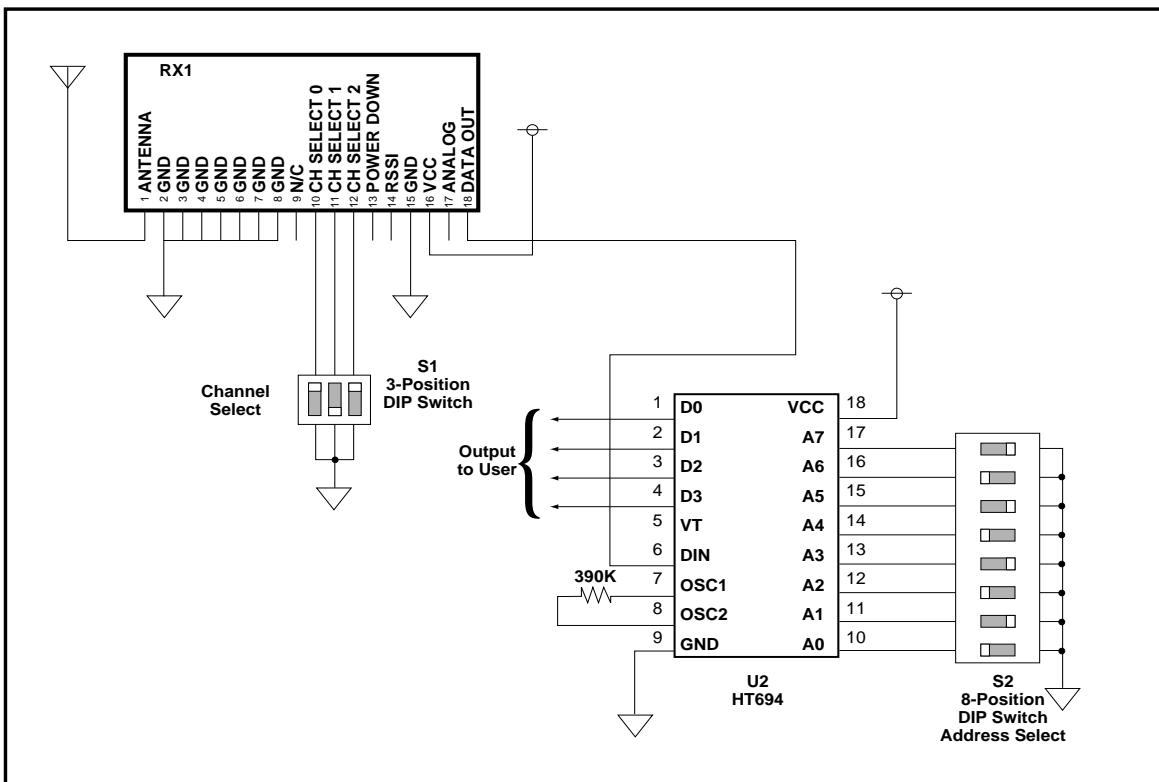 RX1
1 ANTENNA
2 GND
3 GND
4 GND
5 GND
6 GND
7 GND
8 GND
9 N/C
10 CH SELECT 0
11 CH SELECT 1
12 CH SELECT 2
13 POWER DOWN
14 RSSI
15 GND
16 VCC
17 ANALOG
18 DATA OUT
Channel
Select
S1
3-Position
DIP Switch
Output
to User
390K
1 D0
2 D1
3 D2
4 D3
5 VT
6 DIN
7 OSC1
8 OSC2
9 GND
VCC 18
A7 17
A6 16
A5 15
A4 14
A3 13
A2 12
A1 11
A0 10
U2
HT694
S2
8-Position
DIP Switch
Address Select